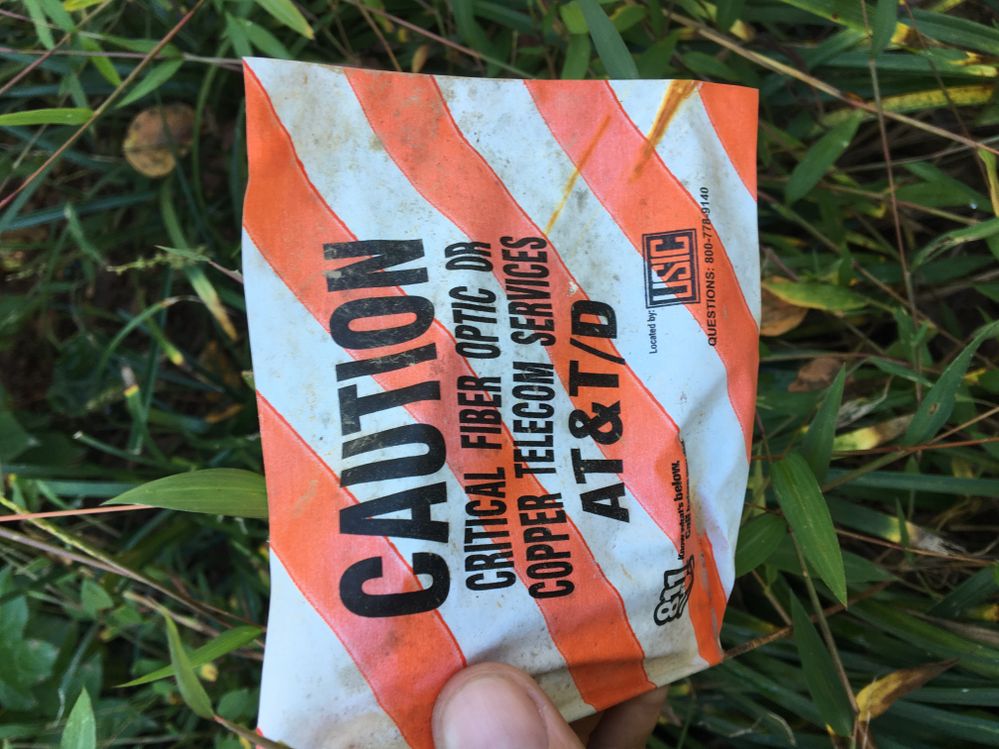 CAUTION
CRITICAL FIBER OPTIC OR
COPPER TELECOM SERVICES
AT&T/D
Located by: USIC
QUESTIONS: 800-778-9140
811 Know what's below.
Call